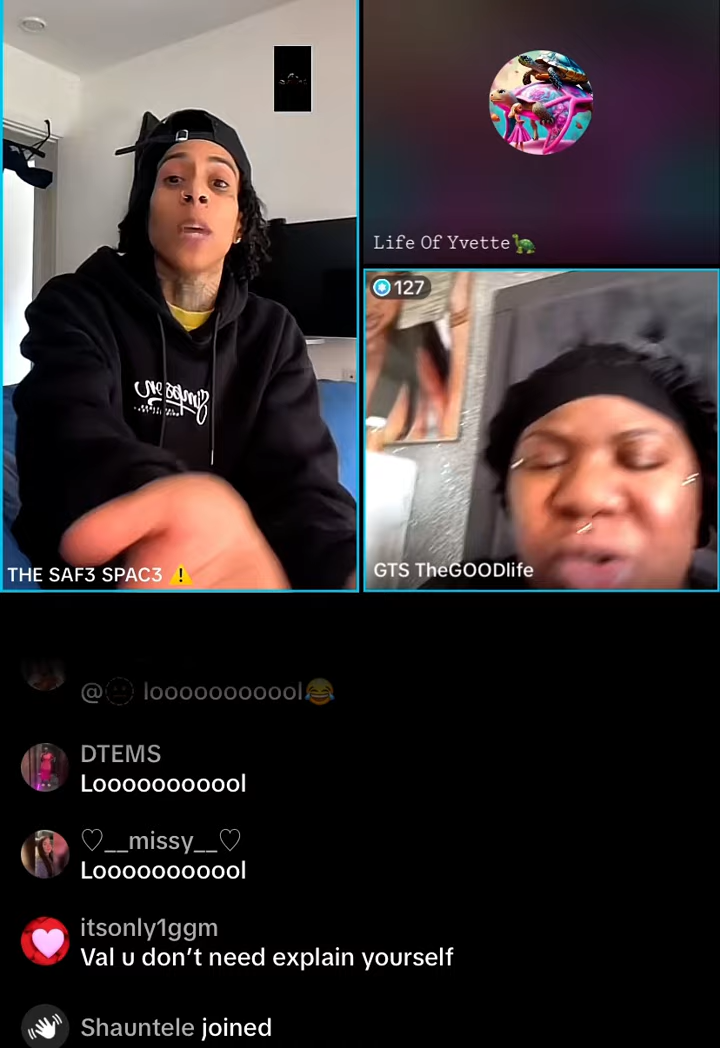 Life Of Yvette🐢
127
Simpson
THE SAF3 SPAC3 ⚠️
GTS TheGOODlife
@😐 looooooooool😂
DTEMS
Looooooooool
♡__missy__♡
Looooooooool
itsonly1ggm
Val u don’t need explain yourself
Shauntele joined